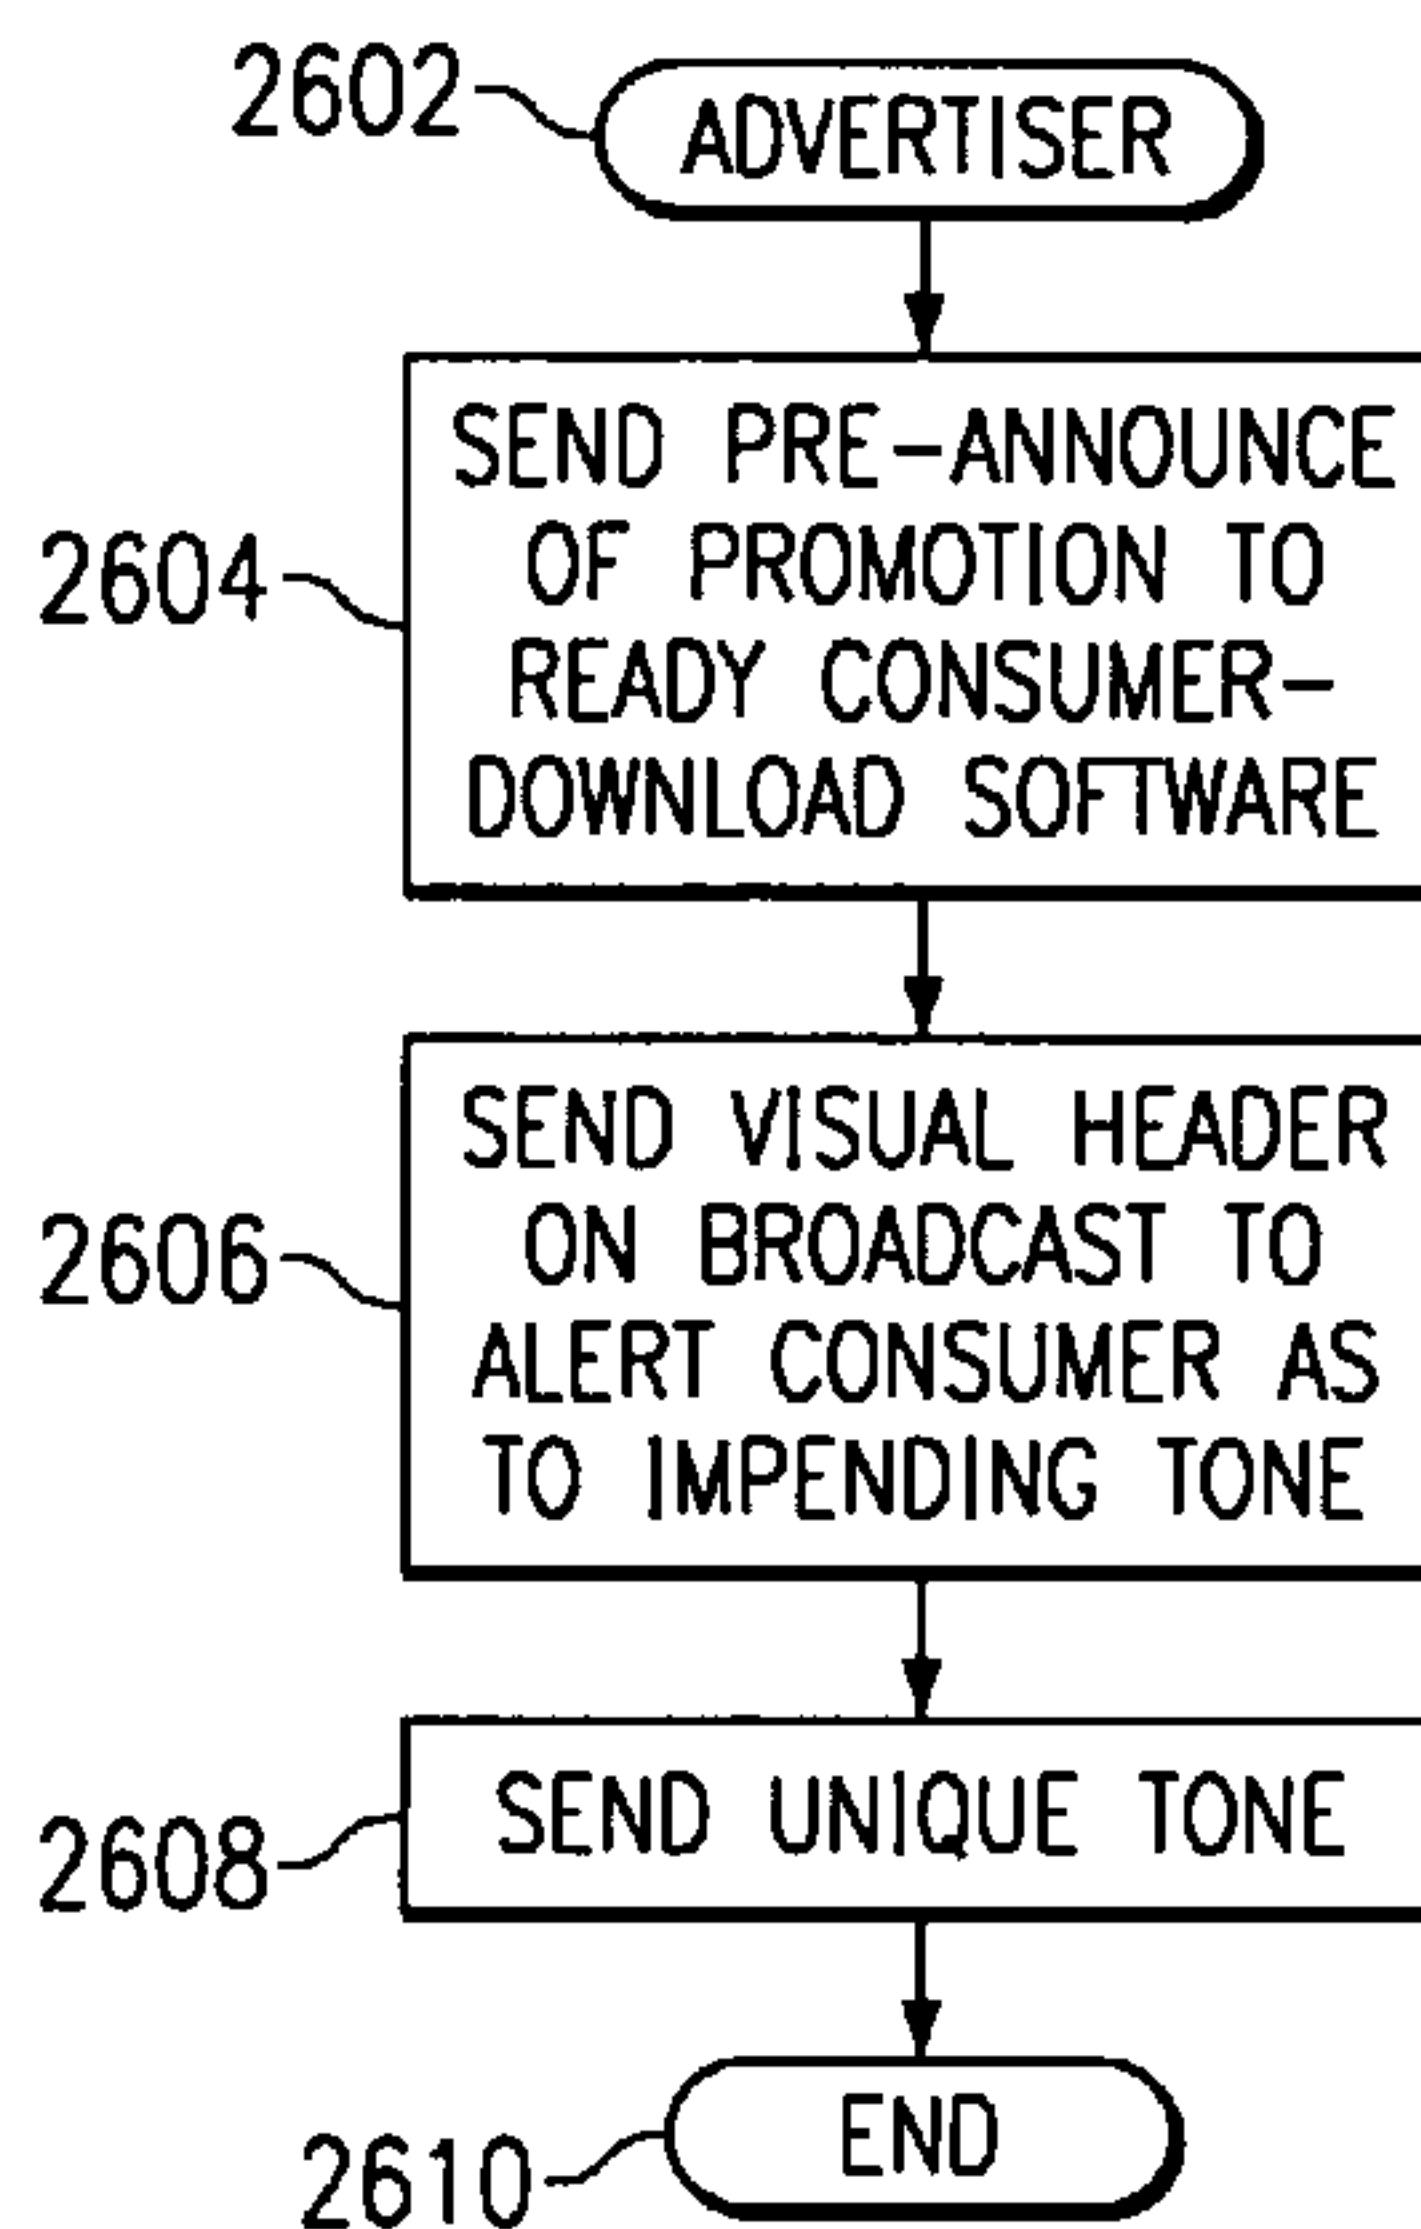 2602
ADVERTISER
2604
SEND PRE-ANNOUNCE
OF PROMOTION TO
READY CONSUMER-
DOWNLOAD SOFTWARE
2606
SEND VISUAL HEADER
ON BROADCAST TO
ALERT CONSUMER AS
TO IMPENDING TONE
2608
SEND UNIQUE TONE
2610
END